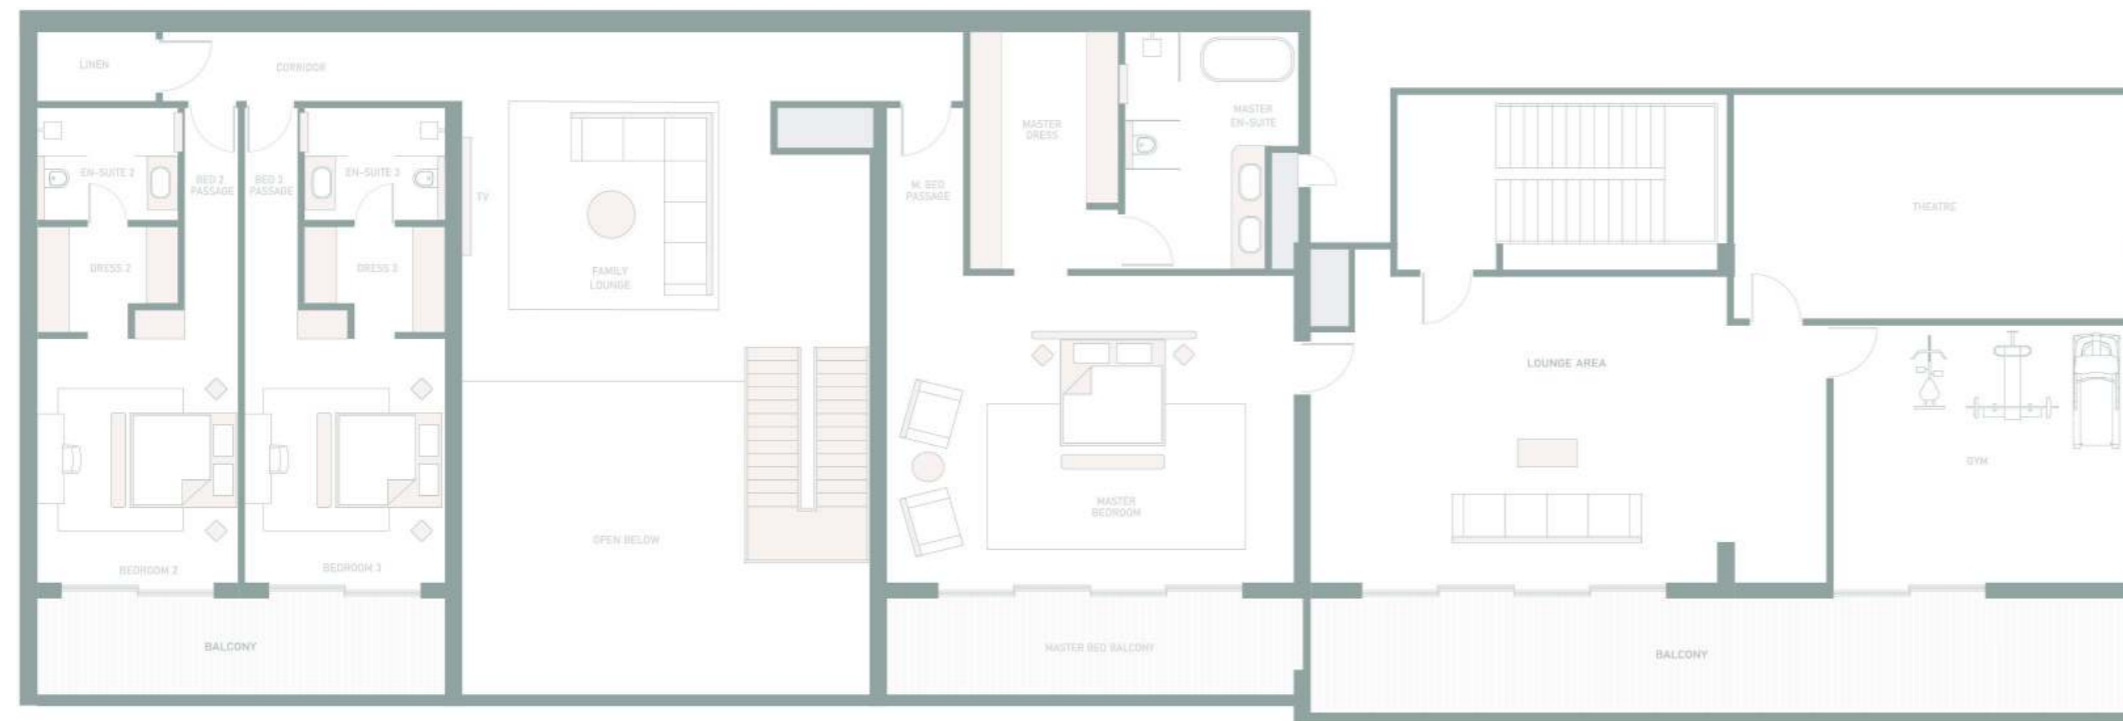 LINEN
CORRIDOR
EN-SUITE 2
BED 2
PASSAGE
BED 3
PASSAGE
EN-SUITE 3
TV
DRESS 2
DRESS 3
FAMILY
LOUNGE
M. BED
PASSAGE
MASTER
DRESS
MASTER
EN-SUITE
THEATRE
LOUNGE AREA
GYM
MASTER
BEDROOM
OPEN BELOW
BEDROOM 2
BEDROOM 3
BALCONY
MASTER BED BALCONY
BALCONY